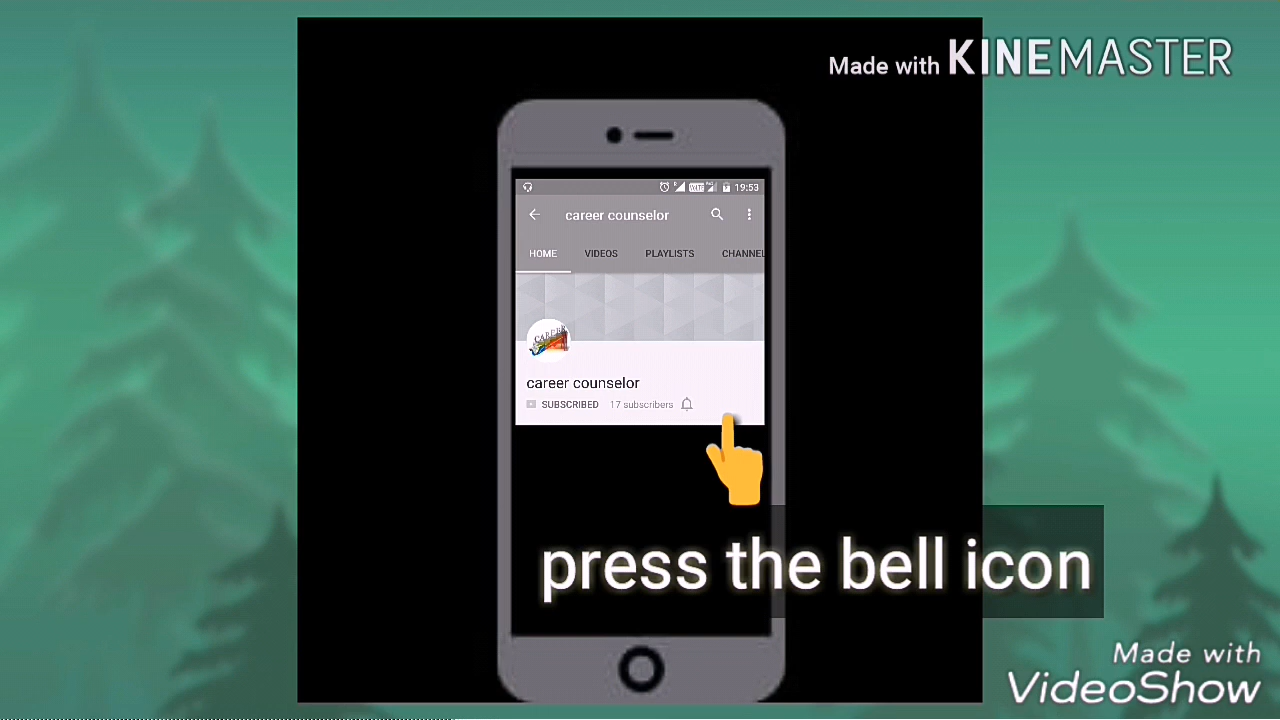 Made with KINEMASTER
19:53
career counselor
HOME VIDEOS PLAYLISTS CHANNEL
CAREER
career counselor
SUBSCRIBED 17 subscribers
press the bell icon
Made with
VideoShow